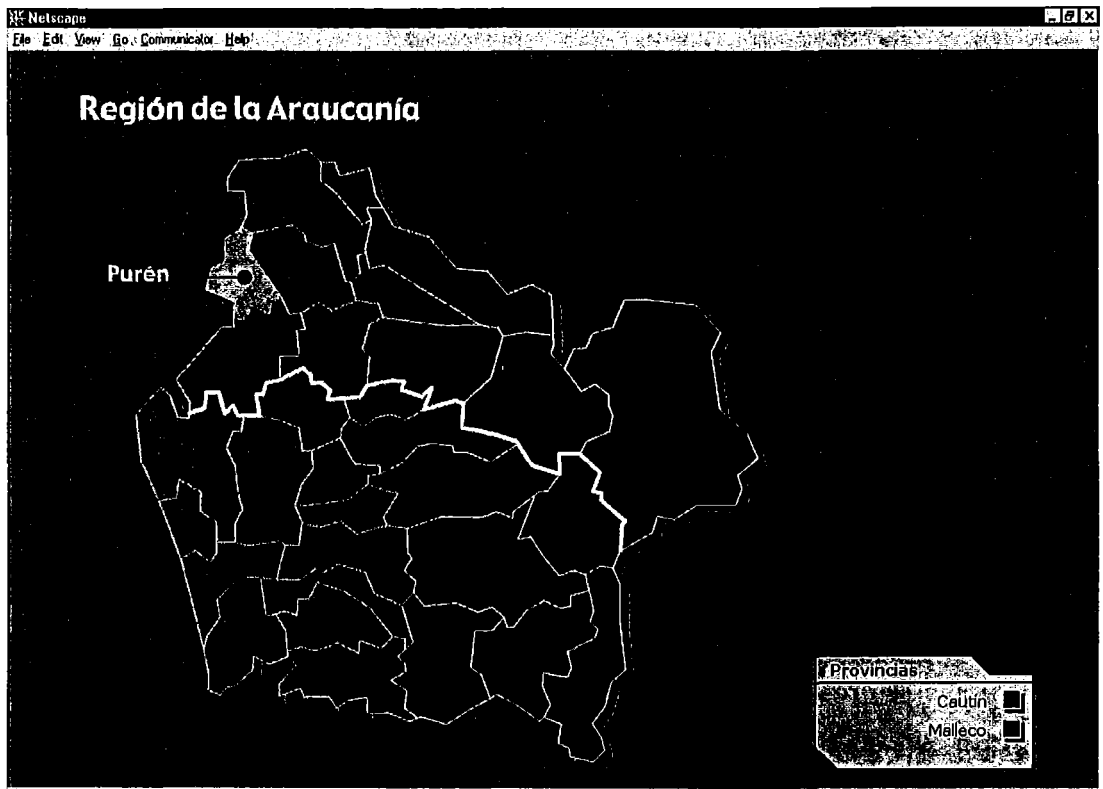 Netscape
File Edit View Go Communicator Help
Región de la Araucanía
Purén
Provincias
Cautín
Malleco